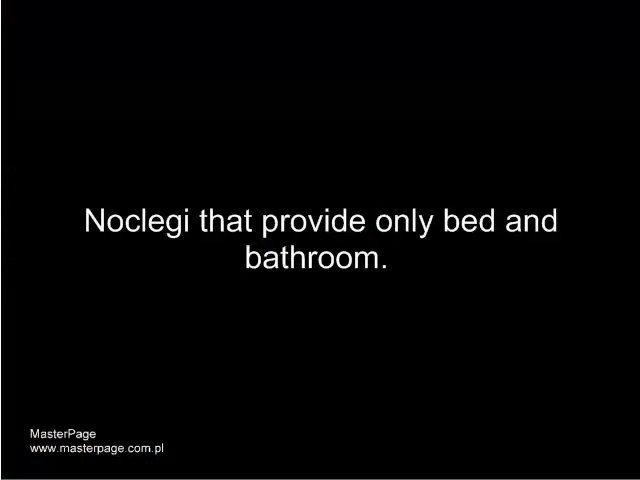 Noclegi that provide only bed and
bathroom.
MasterPage
www.masterpage.com.pl